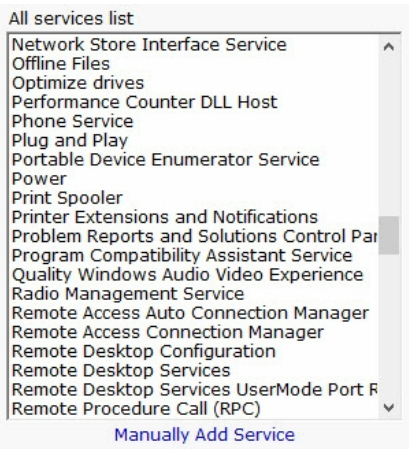 All services list
Network Store Interface Service
Offline Files
Optimize drives
Performance Counter DLL Host
Phone Service
Plug and Play
Portable Device Enumerator Service
Power
Print Spooler
Printer Extensions and Notifications
Problem Reports and Solutions Control Par
Program Compatibility Assistant Service
Quality Windows Audio Video Experience
Radio Management Service
Remote Access Auto Connection Manager
Remote Access Connection Manager
Remote Desktop Configuration
Remote Desktop Services
Remote Desktop Services UserMode Port R
Remote Procedure Call (RPC)
Manually Add Service